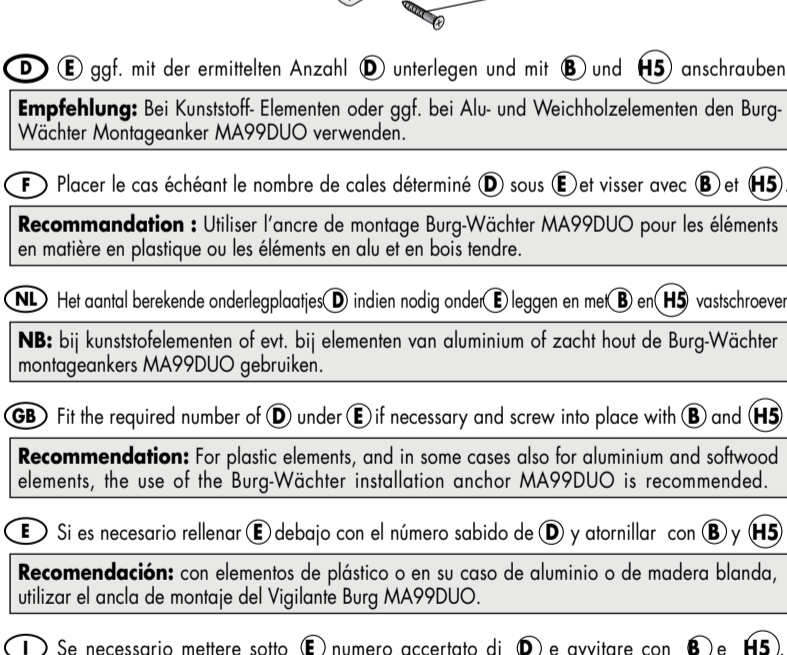 D E ggf. mit der ermittelten Anzahl D unterlegen und mit B und H5 anschrauben
Empfehlung: Bei Kunststoff- Elementen oder ggf. bei Alu- und Weichholzelementen den Burg-
Wächter Montageanker MA99DUO verwenden.
F Placer le cas échéant le nombre de cales déterminé D sous E et visser avec B et H5.
Recommandation : Utiliser l'ancre de montage Burg-Wächter MA99DUO pour les éléments
en matière en plastique ou les éléments en alu et en bois tendre.
NL Het aantal berekende onderlegplaatjes D indien nodig onder E leggen en met B en H5 vastschroeven
NB: bij kunststofelementen of evt. bij elementen van aluminium of zacht hout de Burg-Wächter
montageankers MA99DUO gebruiken.
GB Fit the required number of D under E if necessary and screw into place with B and H5
Recommendation: For plastic elements, and in some cases also for aluminium and softwood
elements, the use of the Burg-Wächter installation anchor MA99DUO is recommended.
E Si es necesario rellenar E debajo con el número sabido de D y atornillar con B y H5
Recomendación: con elementos de plástico o en su caso de aluminio o de madera blanda,
utilizar el ancla de montaje del Vigilante Burg MA99DUO.
I Se necessario mettere sotto E numero accertato di D e avvitare con B e H5.